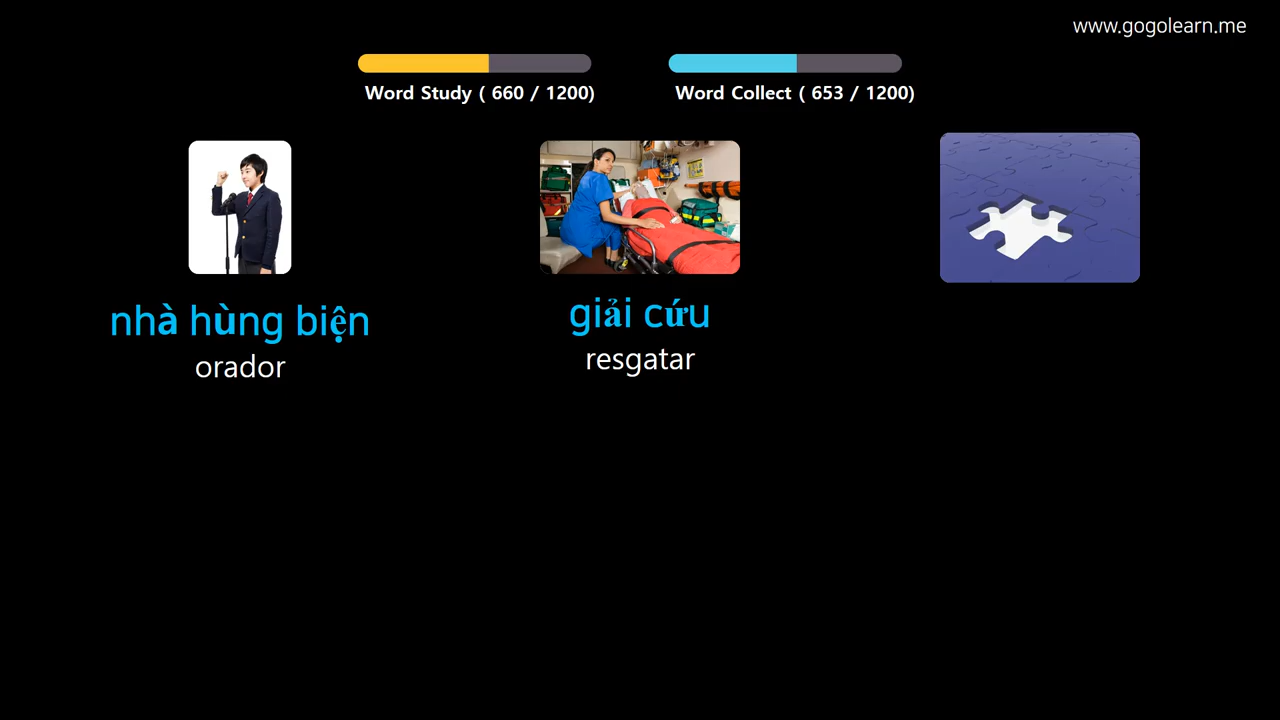 www.gogolearn.me
Word Study ( 660 / 1200)
Word Collect ( 653 / 1200)
nhà hùng biện
orador
giải cứu
resgatar